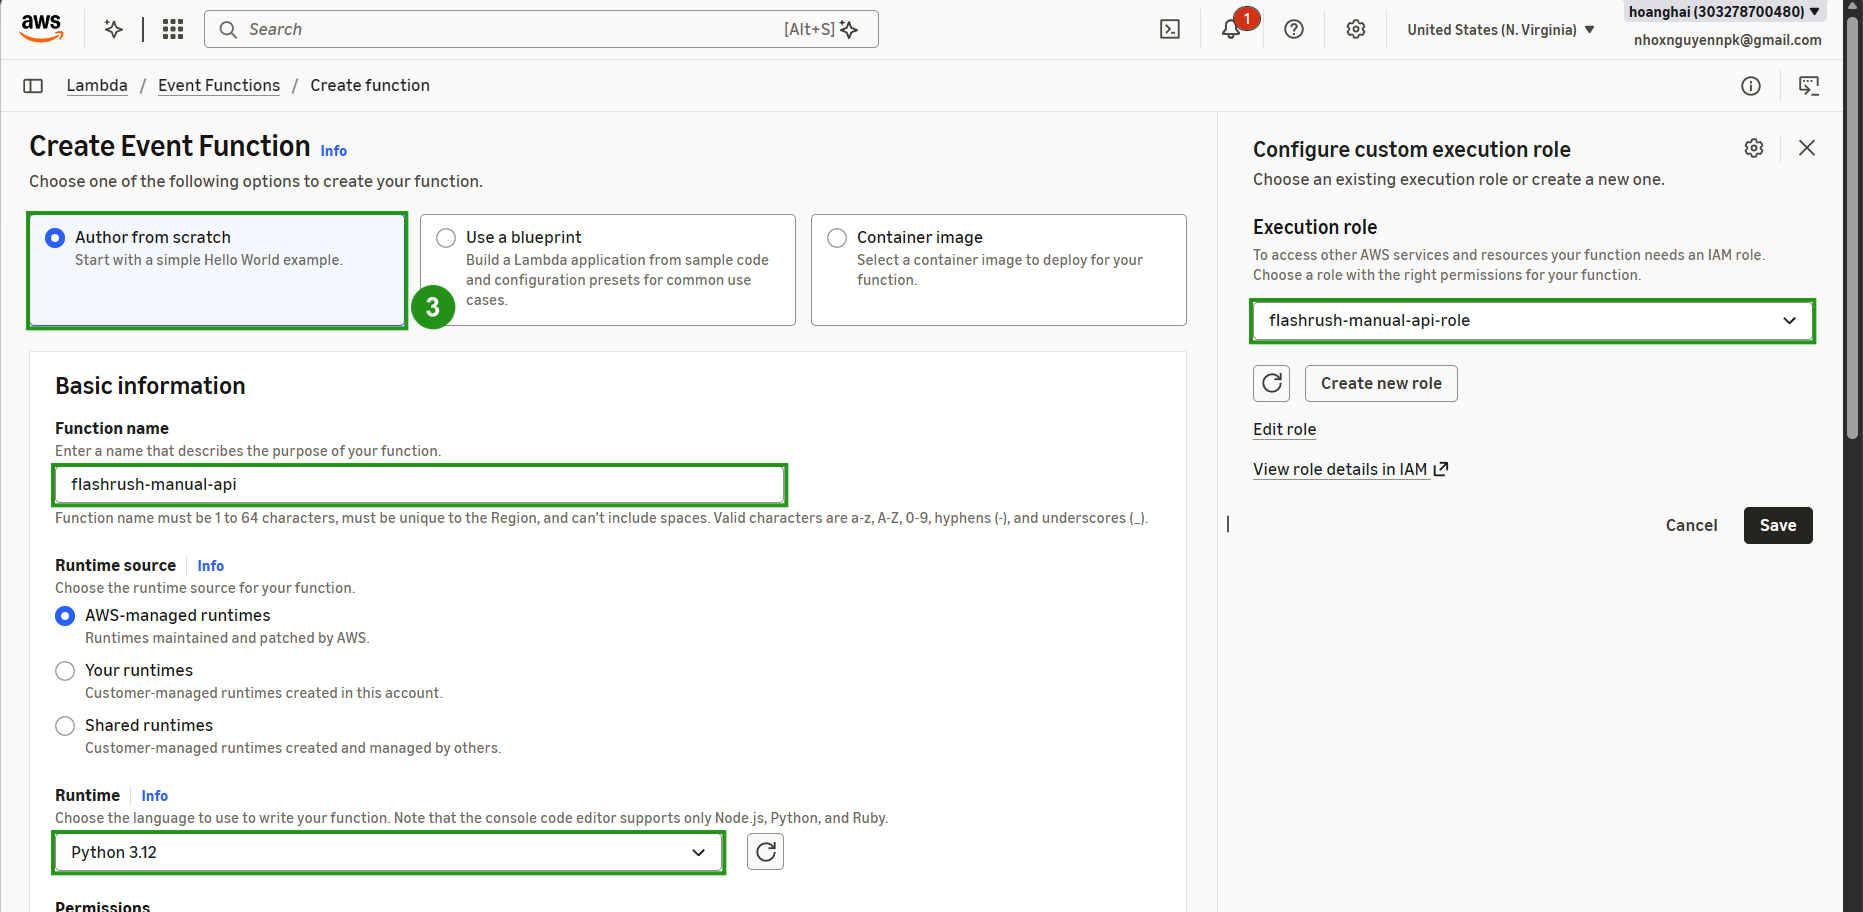 aws
Search
[Alt+S]
1
United States (N. Virginia)
hoanghai (303278700480)
nhoxnguyennpk@gmail.com
Lambda / Event Functions / Create function
Create Event Function Info
Choose one of the following options to create your function.
Author from scratch
Start with a simple Hello World example.
3
Use a blueprint
Build a Lambda application from sample code
and configuration presets for common use
cases.
Container image
Select a container image to deploy for your
function.
Basic information
Function name
Enter a name that describes the purpose of your function.
flashrush-manual-api
Function name must be 1 to 64 characters, must be unique to the Region, and can't include spaces. Valid characters are a-z, A-Z, 0-9, hyphens (-), and underscores (_).
Runtime source Info
Choose the runtime source for your function.
AWS-managed runtimes
Runtimes maintained and patched by AWS.
Your runtimes
Customer-managed runtimes created in this account.
Shared runtimes
Customer-managed runtimes created and managed by others.
Runtime Info
Choose the language to use to write your function. Note that the console code editor supports only Node.js, Python, and Ruby.
Python 3.12
Permissions
Configure custom execution role
Choose an existing execution role or create a new one.
Execution role
To access other AWS services and resources your function needs an IAM role.
Choose a role with the right permissions for your function.
flashrush-manual-api-role
Create new role
Edit role
View role details in IAM
Cancel
Save